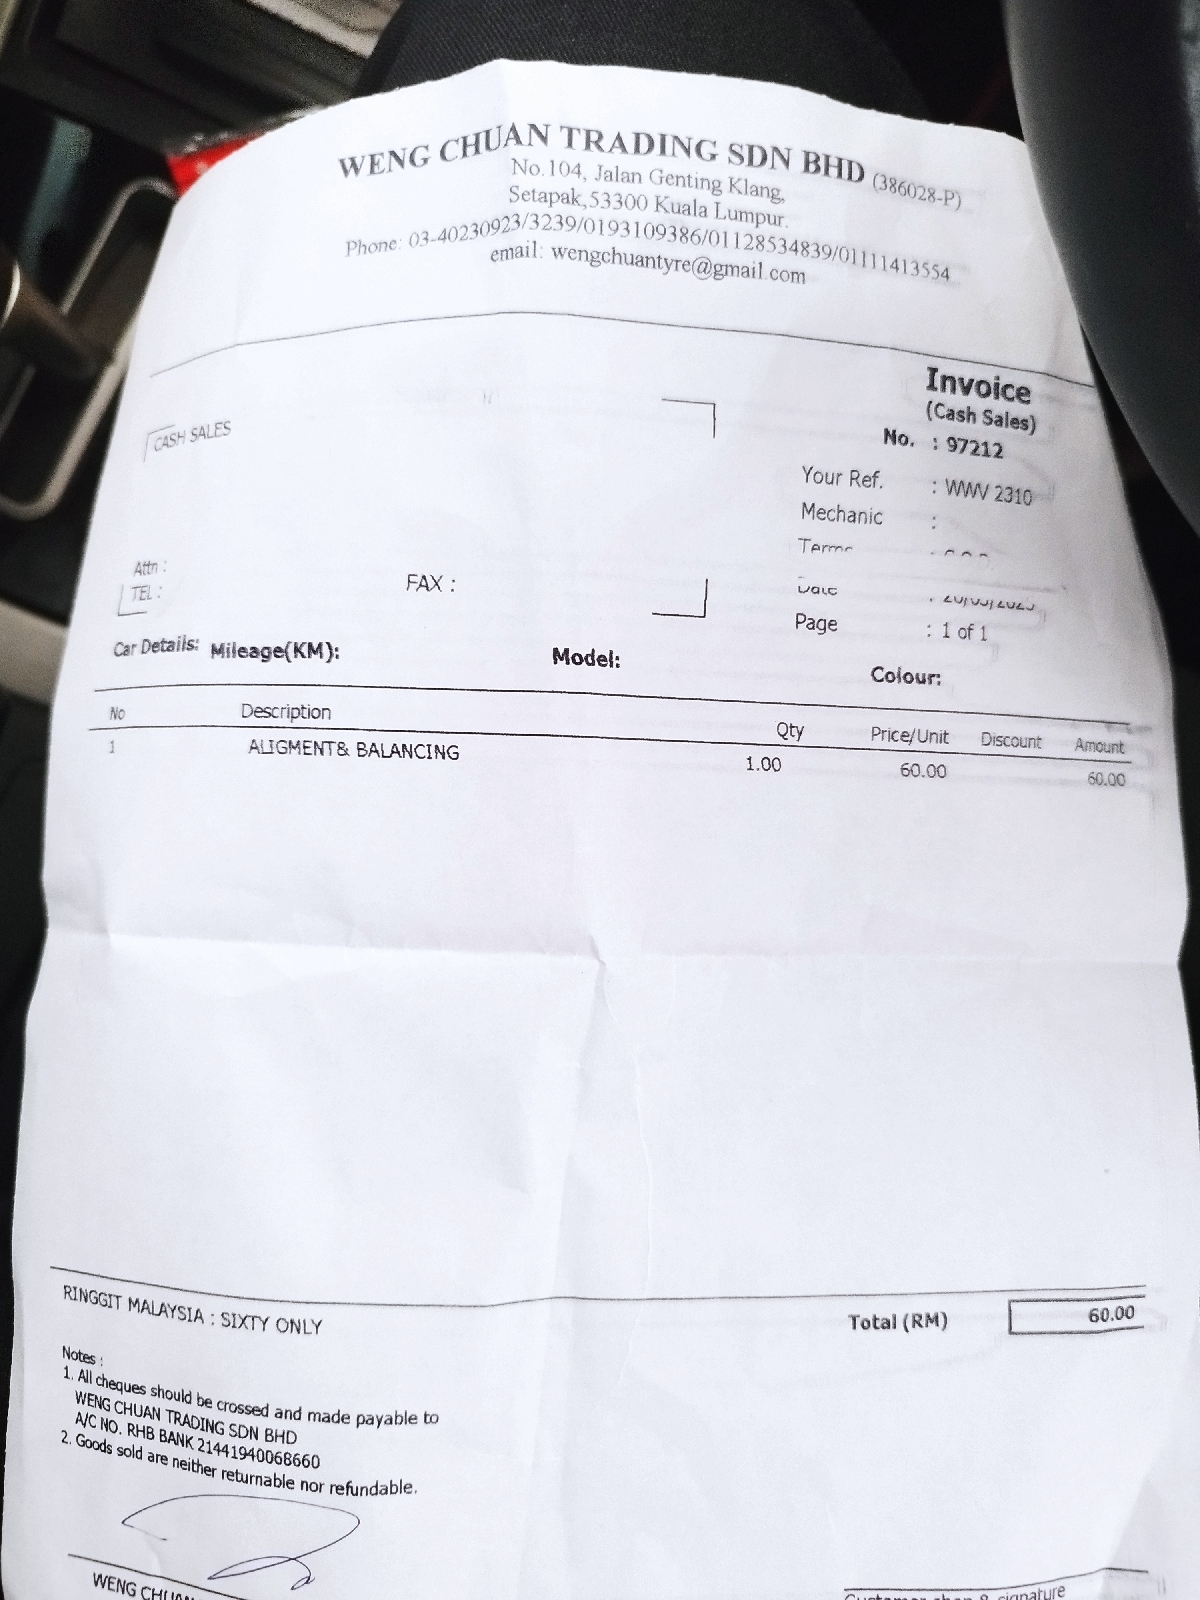 WENG CHUAN TRADING SDN BHD (386028-P)
No.104, Jalan Genting Klang,
Setapak,53300 Kuala Lumpur.
Phone: 03-40230923/3239/0193109386/01128534839/01111413554
email: wengchuantyre@gmail.com
Invoice
(Cash Sales)
CASH SALES
No. : 97212
Your Ref. : WWV 2310
Mechanic :
Terms
Attn :
TEL : FAX :
Date
Page : 1 of 1
Car Details: Mileage(KM): Model: Colour:
No Description Qty Price/Unit Discount Amount
1 ALIGMENT& BALANCING 1.00 60.00 60.00
RINGGIT MALAYSIA : SIXTY ONLY
Total (RM) 60.00
Notes :
1. All cheques should be crossed and made payable to
WENG CHUAN TRADING SDN BHD
A/C NO. RHB BANK 21441940068660
2. Goods sold are neither returnable nor refundable.
WENG
signature